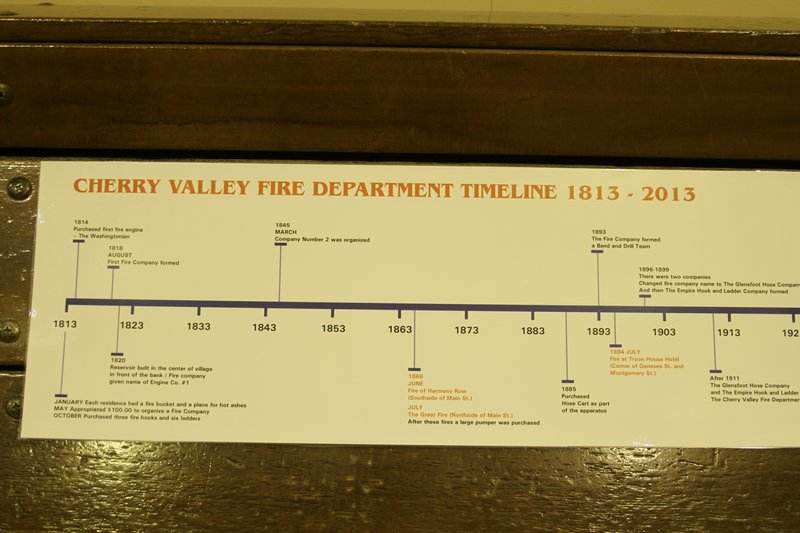 CHERRY VALLEY FIRE DEPARTMENT TIMELINE 1813 - 2013
1814
Purchased first fire engine
– The Washingtonian
1818
AUGUST
First Fire Company formed
1845
MARCH
Company Number 2 was organized
1893
The Fire Company formed
a Band and Drill Team
1896-1899
There were two companies
Changed fire company name to The Glensfoot Hose Company
And then The Empire Hook and Ladder Company formed
1813 1823 1833 1843 1853 1863 1873 1883 1893 1903 1913 192
JANUARY Each residence had a fire bucket and a place for hot ashes
MAY Appropriated $100.00 to organize a Fire Company
OCTOBER Purchased three fire hooks and six ladders
1820
Reservoir built in the center of village
in front of the bank / Fire company
given name of Engine Co. #1
1866
JUNE
Fire of Harmony Row
(Southside of Main St.)
JULY
The Great Fire (Northside of Main St.)
After these fires a large pumper was purchased
1885
Purchased
Hose Cart as part
of the apparatus
1894 JULY
Fire at Tryon House Hotel
(Corner of Genesee St. and
Montgomery St.)
After 1911
The Glensfoot Hose Company
and The Empire Hook and Ladder
The Cherry Valley Fire Departmen